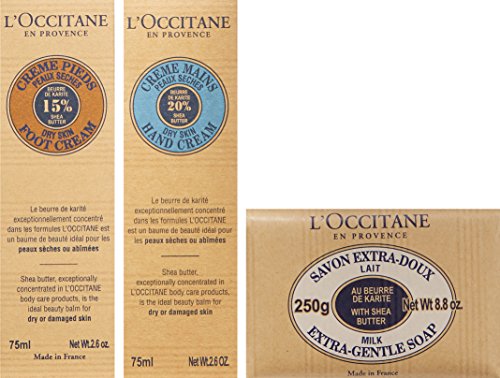 L'OCCITANE
EN PROVENCE
CREME PIEDS
PEAUX SECHES
BEURRE
DE KARITE
15%
SHEA
BUTTER
DRY SKIN
FOOT CREAM
Le beurre de karité
exceptionnellement concentré
dans les formules L'OCCITANE est
un baume de beauté idéal pour les
peaux sèches ou abîmées
Shea butter, exceptionally
concentrated in L'OCCITANE
body care products, is
the ideal beauty balm for
dry or damaged skin
75ml Net Wt.2.6 OZ.
Made in France
L'OCCITANE
EN PROVENCE
CREME MAINS
PEAUX SÈCHES
BEURRE
DE KARITE
20%
SHEA
BUTTER
DRY SKIN
HAND CREAM
Le beurre de karité
exceptionnellement concentré
dans les formules L'OCCITANE
est un baume de beauté idéal pour les
peaux sèches ou abîmées
Shea butter, exceptionally
concentrated in L'OCCITANE
body care products, is the
ideal beauty balm for
dry or damaged skin
75ml Net Wt.2.6 OZ.
Made in France
L'OCCITANE
EN PROVENCE
SAVON EXTRA-DOUX
LAIT
250g
AU BEURRE
DE KARITE
WITH SHEA
BUTTER
Net Wt 8.8 oz.
MILK
EXTRA-GENTLE SOAP